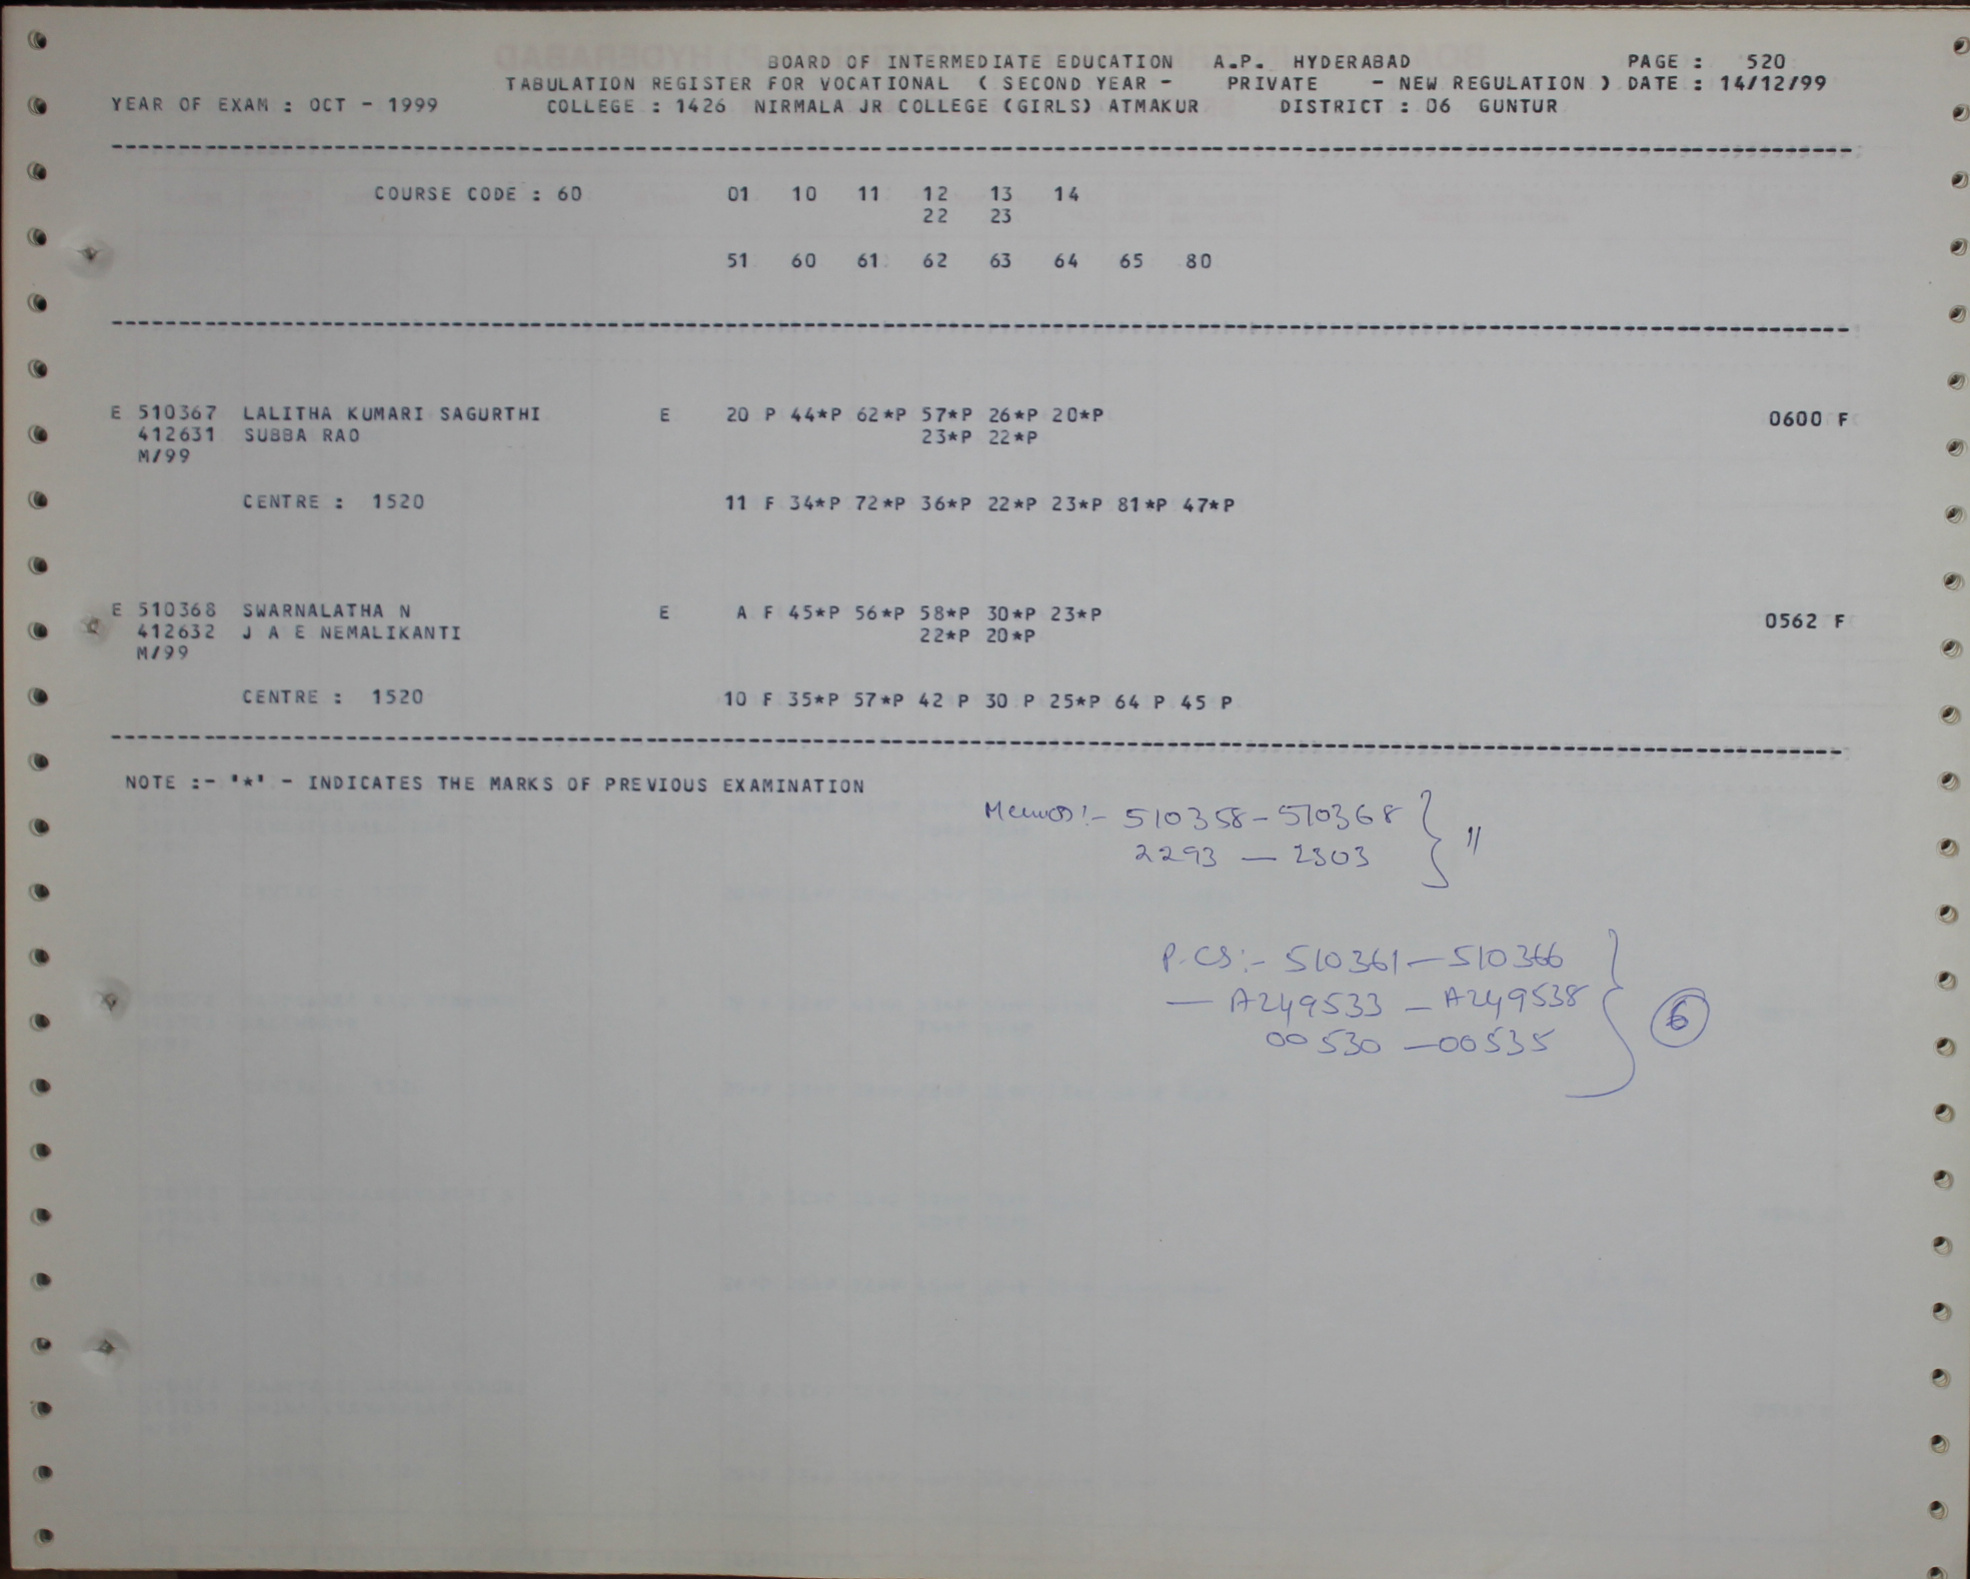 BOARD OF INTERMEDIATE EDUCATION A.P. HYDERABAD PAGE : 520
TABULATION REGISTER FOR VOCATIONAL ( SECOND YEAR - PRIVATE - NEW REGULATION ) DATE : 14/12/99
YEAR OF EXAM : OCT - 1999 COLLEGE : 1426 NIRMALA JR COLLEGE (GIRLS) ATMAKUR DISTRICT : 06 GUNTUR
COURSE CODE : 60 01 10 11 12 13 14
22 23
51 60 61 62 63 64 65 80
E 510367 LALITHA KUMARI SAGURTHI E 20 P 44*P 62*P 57*P 26*P 20*P 0600 F
412631 SUBBA RAO 23*P 22*P
M/99
CENTRE : 1520 11 F 34*P 72*P 36*P 22*P 23*P 81*P 47*P
E 510368 SWARNALATHA N E A F 45*P 56*P 58*P 30*P 23*P 0562 F
412632 J A E NEMALIKANTI 22*P 20*P
M/99
CENTRE : 1520 10 F 35*P 57*P 42 P 30 P 25*P 64 P 45 P
NOTE :- '*' - INDICATES THE MARKS OF PREVIOUS EXAMINATION
Memos:- 510358-510368 } 11
2293 — 2303
P.CS:- 510361 — 510366
— A249533 — A249538 } 6
00530 — 00535